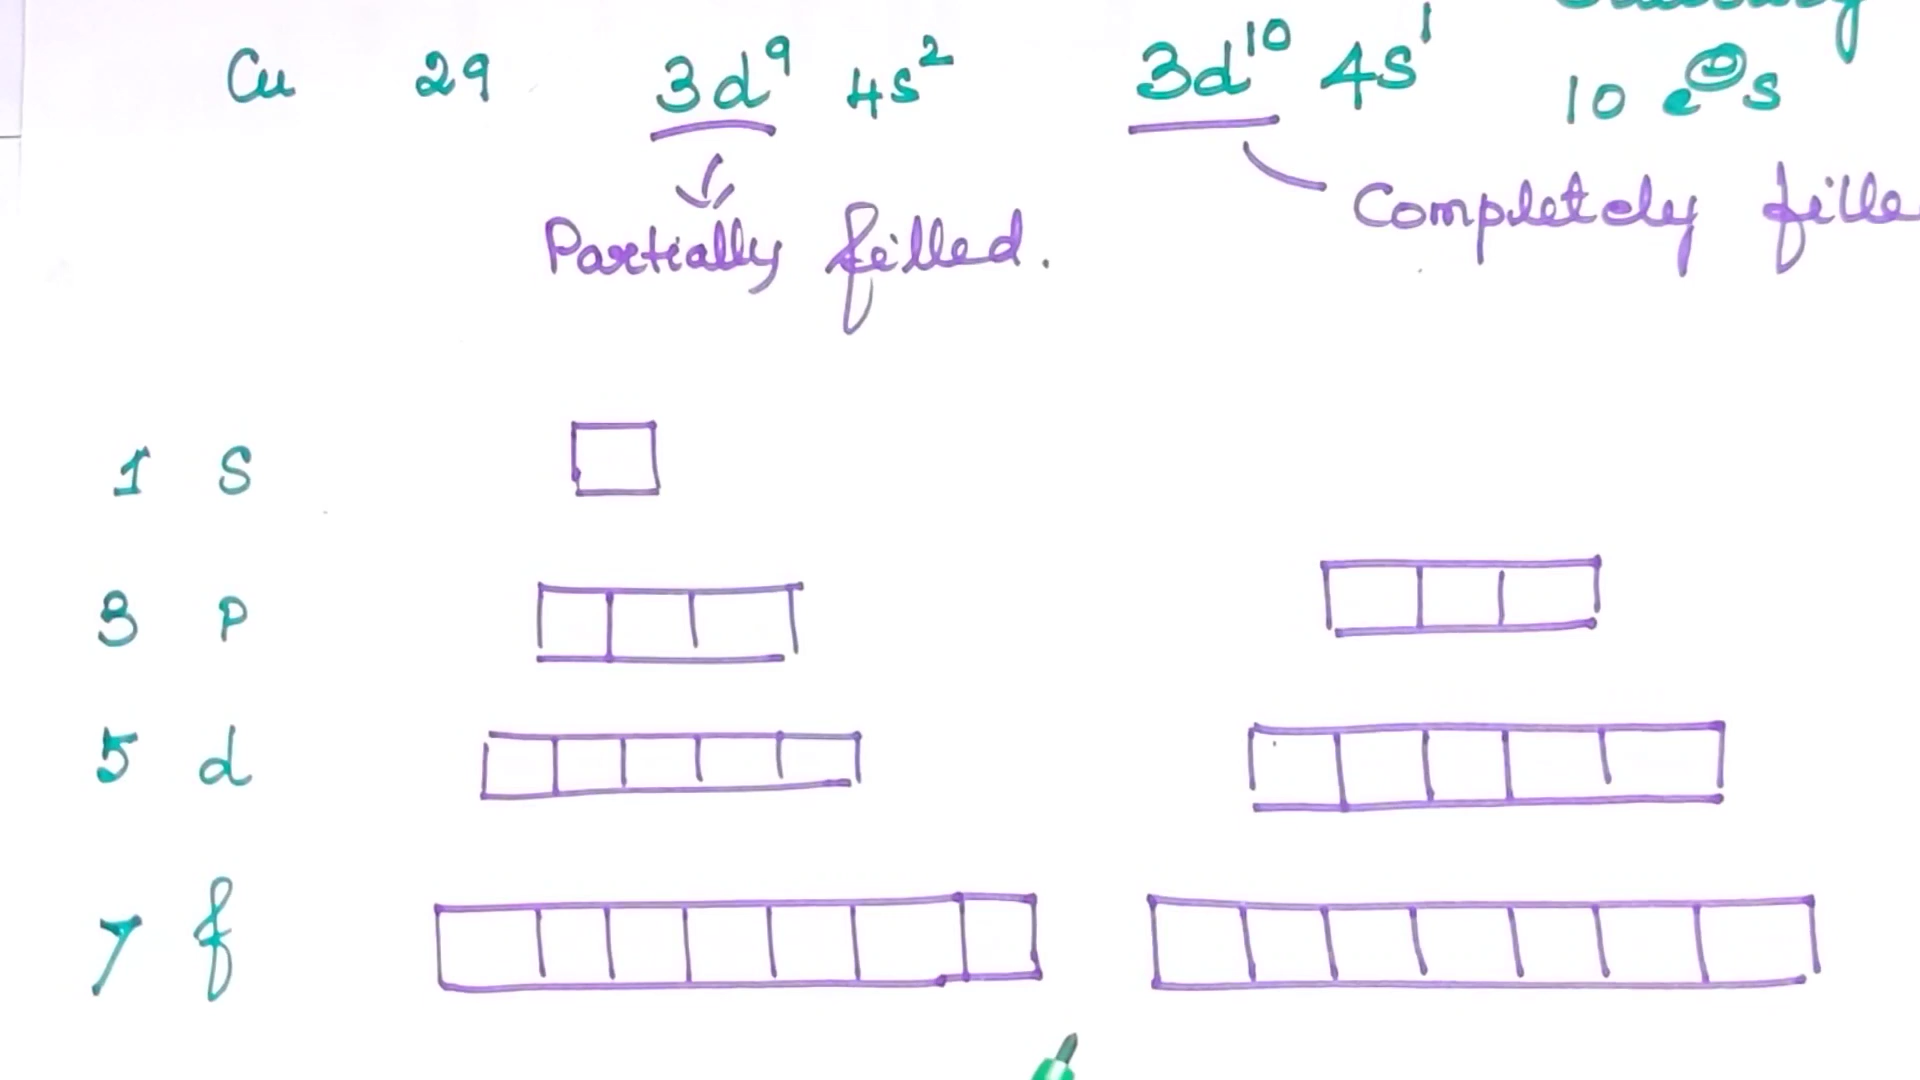 Cu 29 3d⁹ 4s² 3d¹⁰ 4s¹ 10 e⊖s
Partially filled. Completely fille
1 S
3 P
5 d
7 f